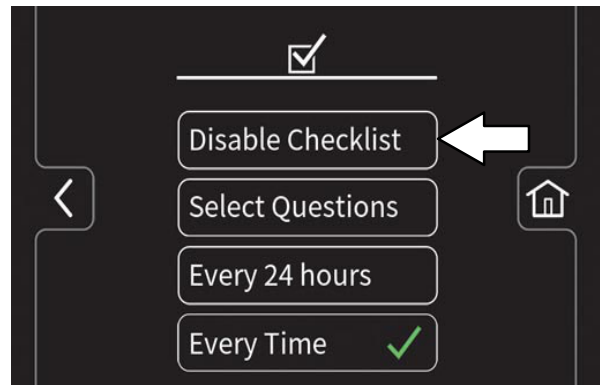 Disable Checklist
Select Questions
Every 24 hours
Every Time